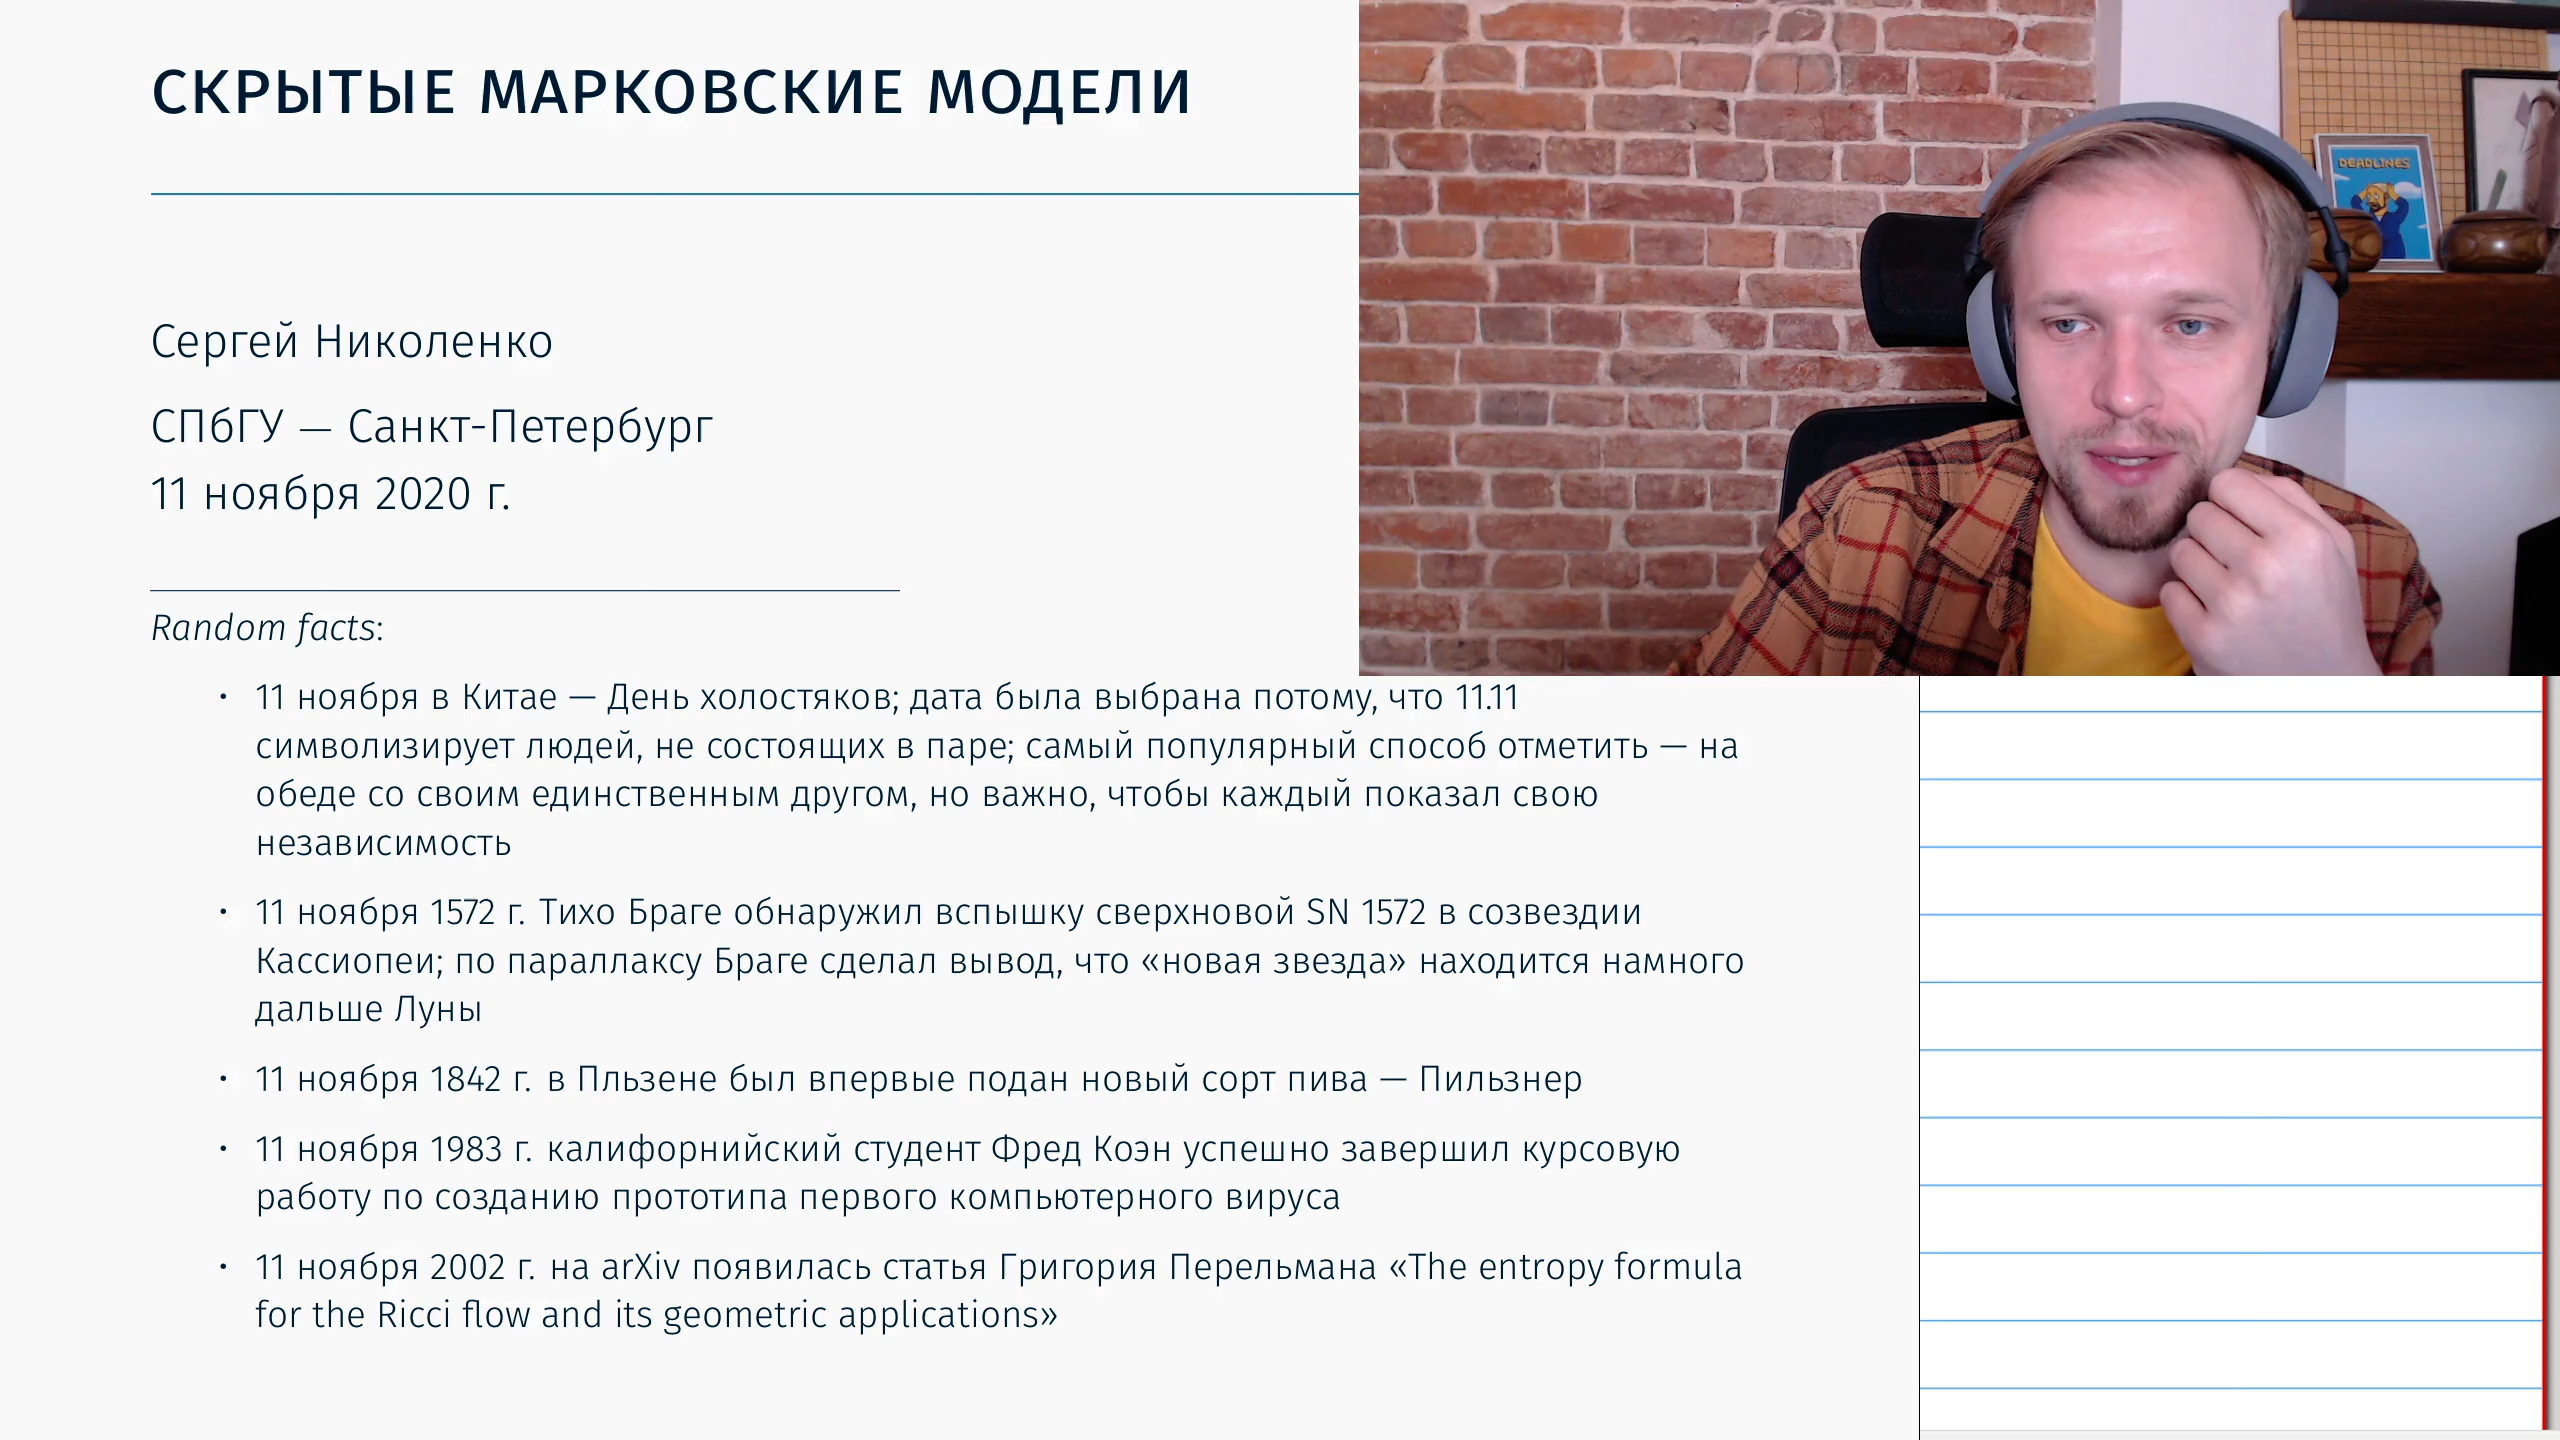 СКРЫТЫЕ МАРКОВСКИЕ МОДЕЛИ
DEADLINES
Сергей Николенко
СПбГУ — Санкт-Петербург
11 ноября 2020 г.
Random facts:
• 11 ноября в Китае — День холостяков; дата была выбрана потому, что 11.11
символизирует людей, не состоящих в паре; самый популярный способ отметить — на
обеде со своим единственным другом, но важно, чтобы каждый показал свою
независимость
• 11 ноября 1572 г. Тихо Браге обнаружил вспышку сверхновой SN 1572 в созвездии
Кассиопеи; по параллаксу Браге сделал вывод, что «новая звезда» находится намного
дальше Луны
• 11 ноября 1842 г. в Пльзене был впервые подан новый сорт пива — Пильзнер
• 11 ноября 1983 г. калифорнийский студент Фред Коэн успешно завершил курсовую
работу по созданию прототипа первого компьютерного вируса
• 11 ноября 2002 г. на arXiv появилась статья Григория Перельмана «The entropy formula
for the Ricci flow and its geometric applications»